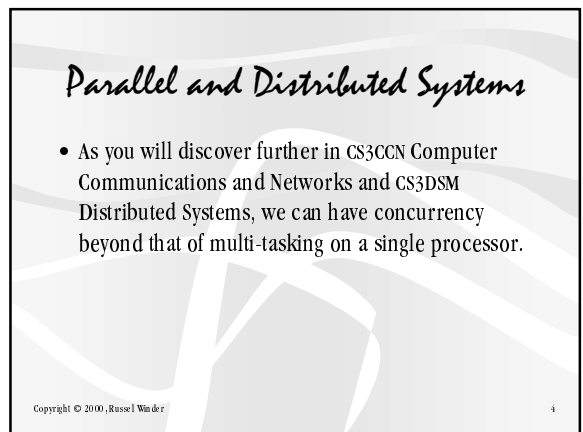 Parallel and Distributed Systems
• As you will discover further in CS3CCN Computer
Communications and Networks and CS3DSM
Distributed Systems, we can have concurrency
beyond that of multi-tasking on a single processor.
Copyright © 2000, Russel Winder
4